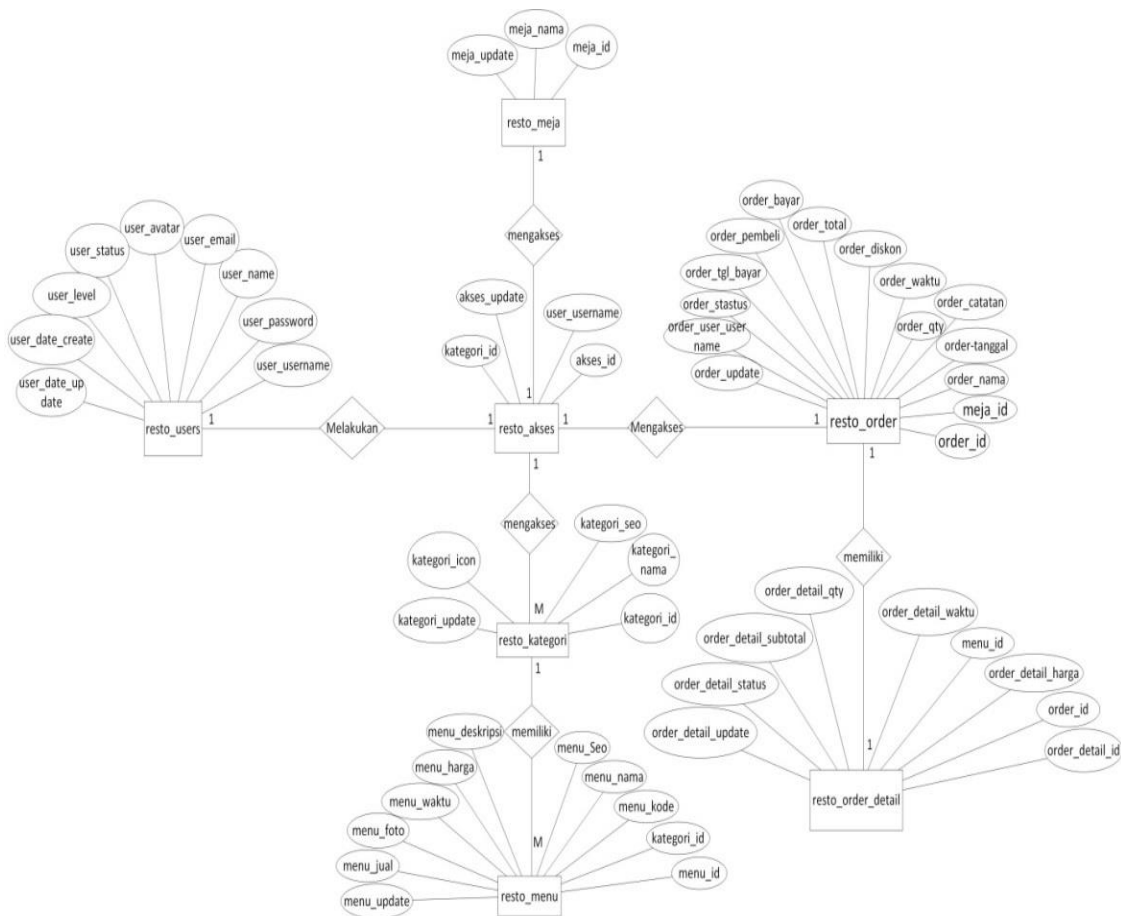 meja_nama
meja_update
meja_id
resto_meja
1
mengakses
1
user_avatar
user_status
user_email
user_name
user_level
user_password
user_date_create
user_username
user_date_up
date
resto_users
1
Melakukan
1
akses_update
user_username
kategori_id
akses_id
resto_akses
1
1
Mengakses
1
order_bayar
order_total
order_pembeli
order_diskon
order_tgl_bayar
order_waktu
order_stastus
order_catatan
order_user_user
name
order_qty
order-tanggal
order_update
order_nama
meja_id
order_id
resto_order
1
memiliki
1
mengakses
kategori_seo
kategori_icon
kategori_
nama
kategori_update
kategori_id
M
resto_kategori
1
memiliki
M
menu_deskripsi
menu_Seo
menu_harga
menu_nama
menu_waktu
menu_kode
menu_foto
kategori_id
menu_jual
menu_id
menu_update
resto_menu
order_detail_qty
order_detail_waktu
order_detail_subtotal
menu_id
order_detail_status
order_detail_harga
order_detail_update
order_id
order_detail_id
resto_order_detail